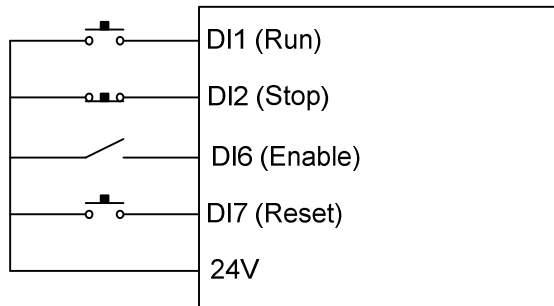 DI1 (Run)
DI2 (Stop)
DI6 (Enable)
DI7 (Reset)
24V